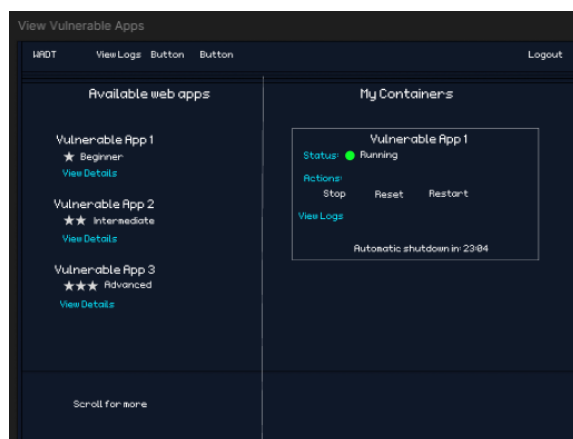 View Vulnerable Apps
WADT View Logs Button Button Logout
Available web apps
Vulnerable App 1
Beginner
View Details
Vulnerable App 2
Intermediate
View Details
Vulnerable App 3
Advanced
View Details
Scroll for more
My Containers
Vulnerable App 1
Status: Running
Actions:
Stop Reset Restart
View Logs
Automatic shutdown in: 23:04